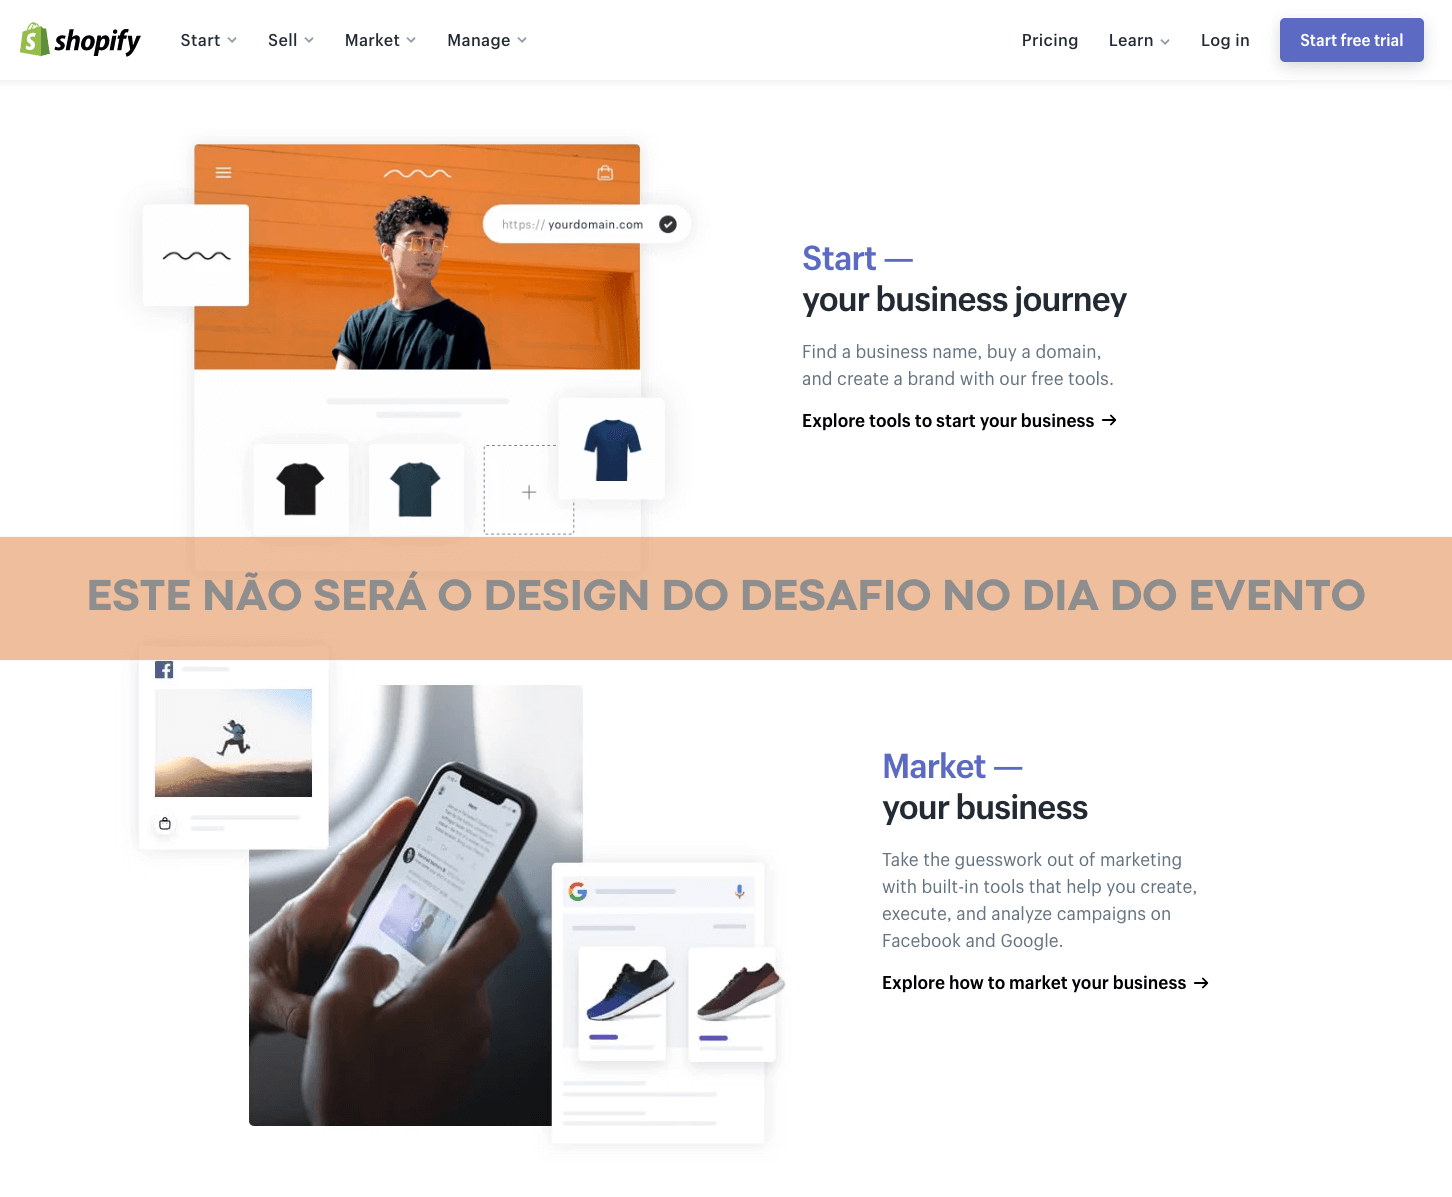 shopify
Start
Sell
Market
Manage
Pricing
Learn
Log in
Start free trial
https:// yourdomain.com
Start —
your business journey
Find a business name, buy a domain,
and create a brand with our free tools.
Explore tools to start your business →
ESTE NÃO SERÁ O DESIGN DO DESAFIO NO DIA DO EVENTO
Market —
your business
Take the guesswork out of marketing
with built-in tools that help you create,
execute, and analyze campaigns on
Facebook and Google.
Explore how to market your business →